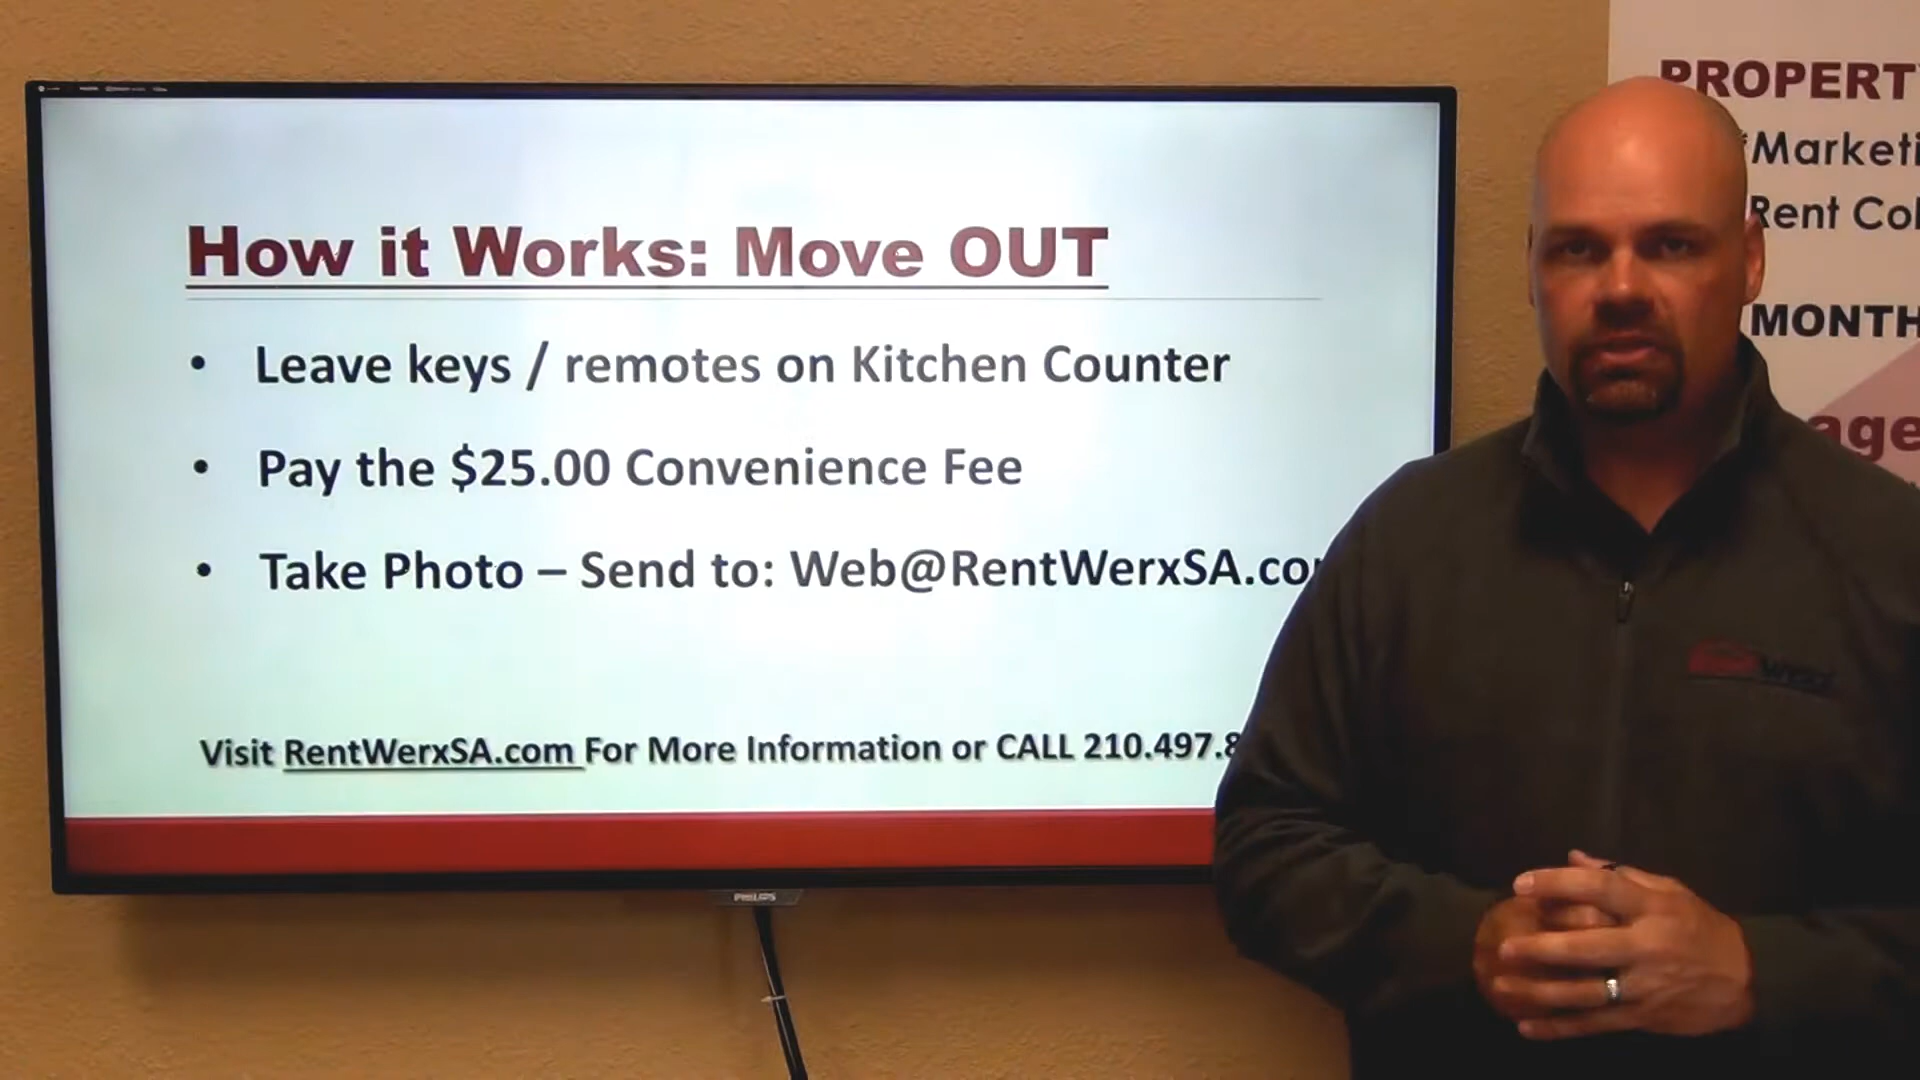 How it Works: Move OUT
• Leave keys / remotes on Kitchen Counter
• Pay the $25.00 Convenience Fee
• Take Photo – Send to: Web@RentWerxSA.co
Visit RentWerxSA.com For More Information or CALL 210.497.8
PHILIPS
PROPERT
*Marketi
Rent Col
MONTH
age